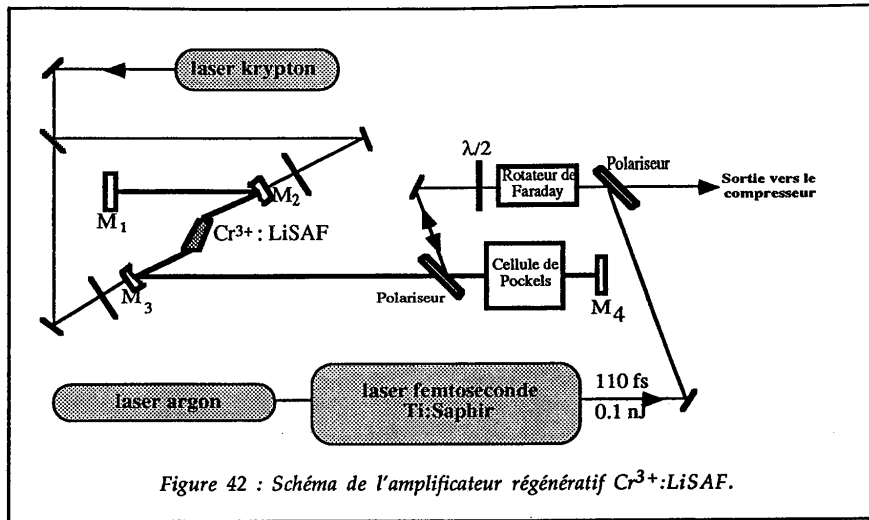 laser krypton
λ/2
Polariseur
Rotateur de
Faraday
Sortie vers le
compresseur
M₁
M₂
Cr³⁺ : LiSAF
M₃
Polariseur
Cellule de
Pockels
M₄
laser argon
laser femtoseconde
Ti:Saphir
110 fs
0.1 nJ
Figure 42 : Schéma de l'amplificateur régénératif Cr³⁺:LiSAF.